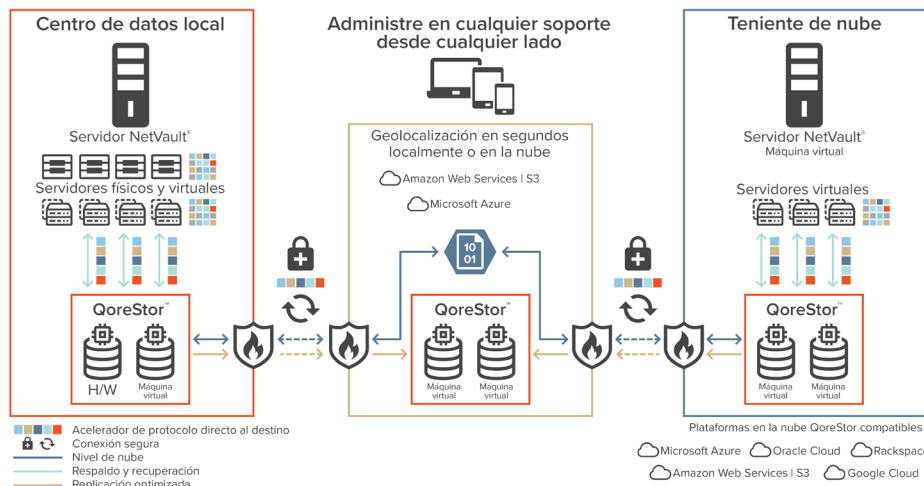 Centro de datos local
Servidor NetVault®
Servidores físicos y virtuales
QoreStor™
H/W
Máquina
virtual
Administre en cualquier soporte
desde cualquier lado
Geolocalización en segundos
localmente o en la nube
Amazon Web Services | S3
Microsoft Azure
10
01
QoreStor™
Máquina
virtual
Máquina
virtual
Teniente de nube
Servidor NetVault®
Máquina virtual
Servidores virtuales
QoreStor™
Máquina
virtual
Máquina
virtual
Acelerador de protocolo directo al destino
Conexión segura
Nivel de nube
Respaldo y recuperación
Replicación optimizada
Plataformas en la nube QoreStor compatibles
Microsoft Azure
Oracle Cloud
Rackspace
Amazon Web Services | S3
Google Cloud